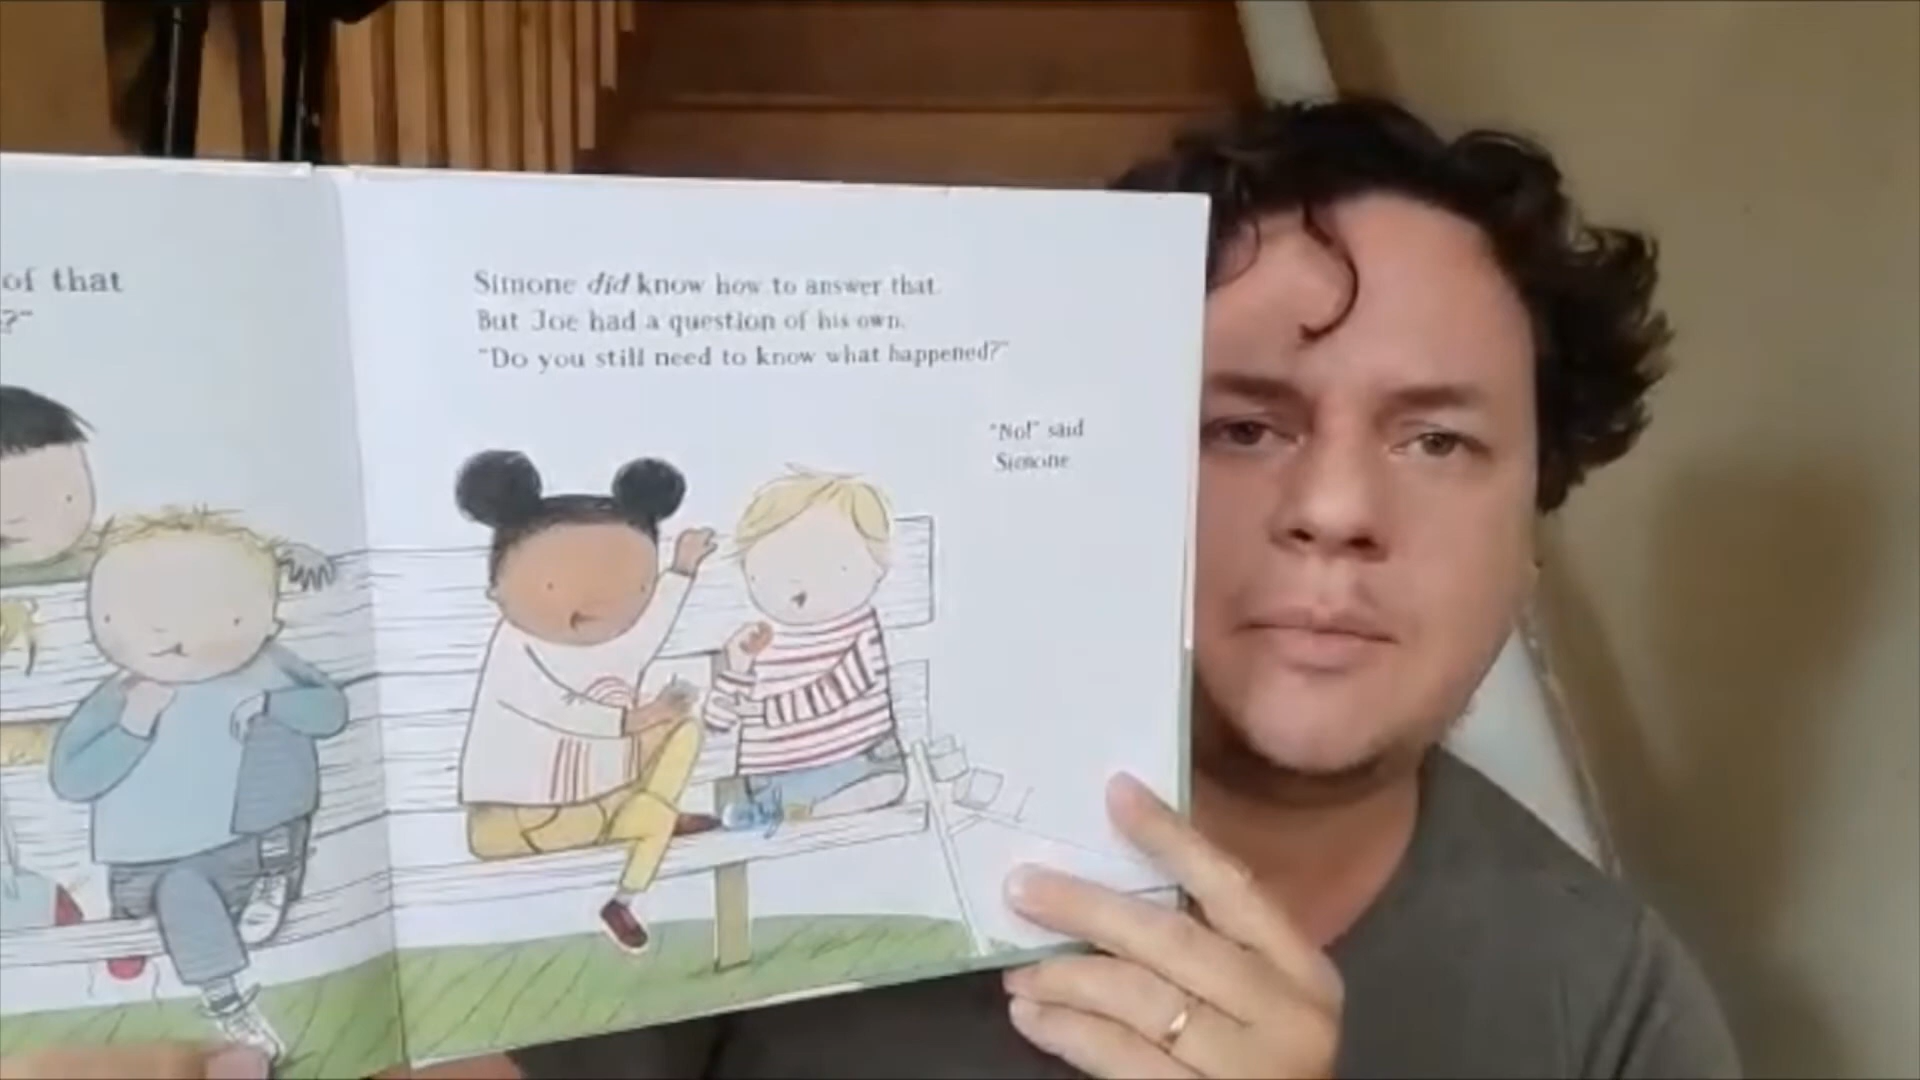 of that
?"
Simone did know how to answer that.
But Joe had a question of his own.
"Do you still need to know what happened?"
"No!" said
Simone